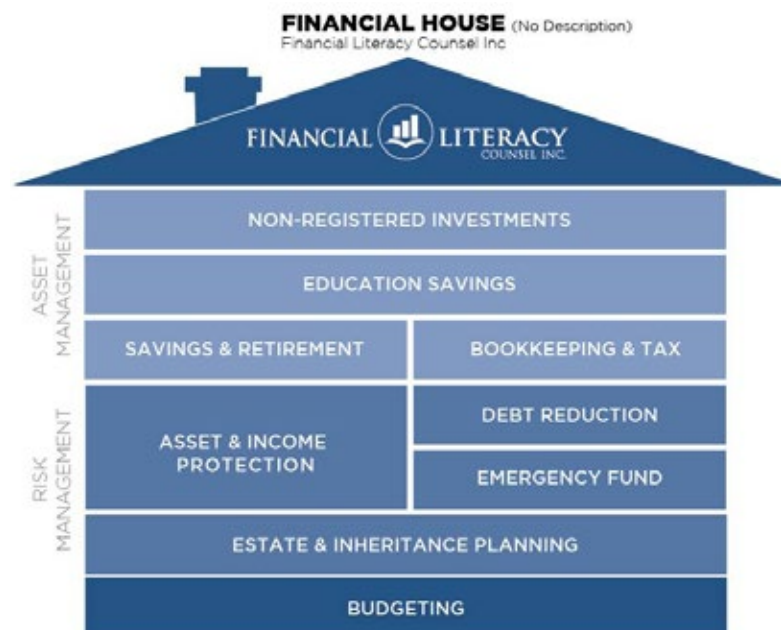 FINANCIAL HOUSE (No Description)
Financial Literacy Counsel Inc
FINANCIAL LITERACY
COUNSEL INC.
NON-REGISTERED INVESTMENTS
EDUCATION SAVINGS
SAVINGS & RETIREMENT
BOOKKEEPING & TAX
ASSET
MANAGEMENT
ASSET & INCOME
PROTECTION
DEBT REDUCTION
EMERGENCY FUND
RISK
MANAGEMENT
ESTATE & INHERITANCE PLANNING
BUDGETING